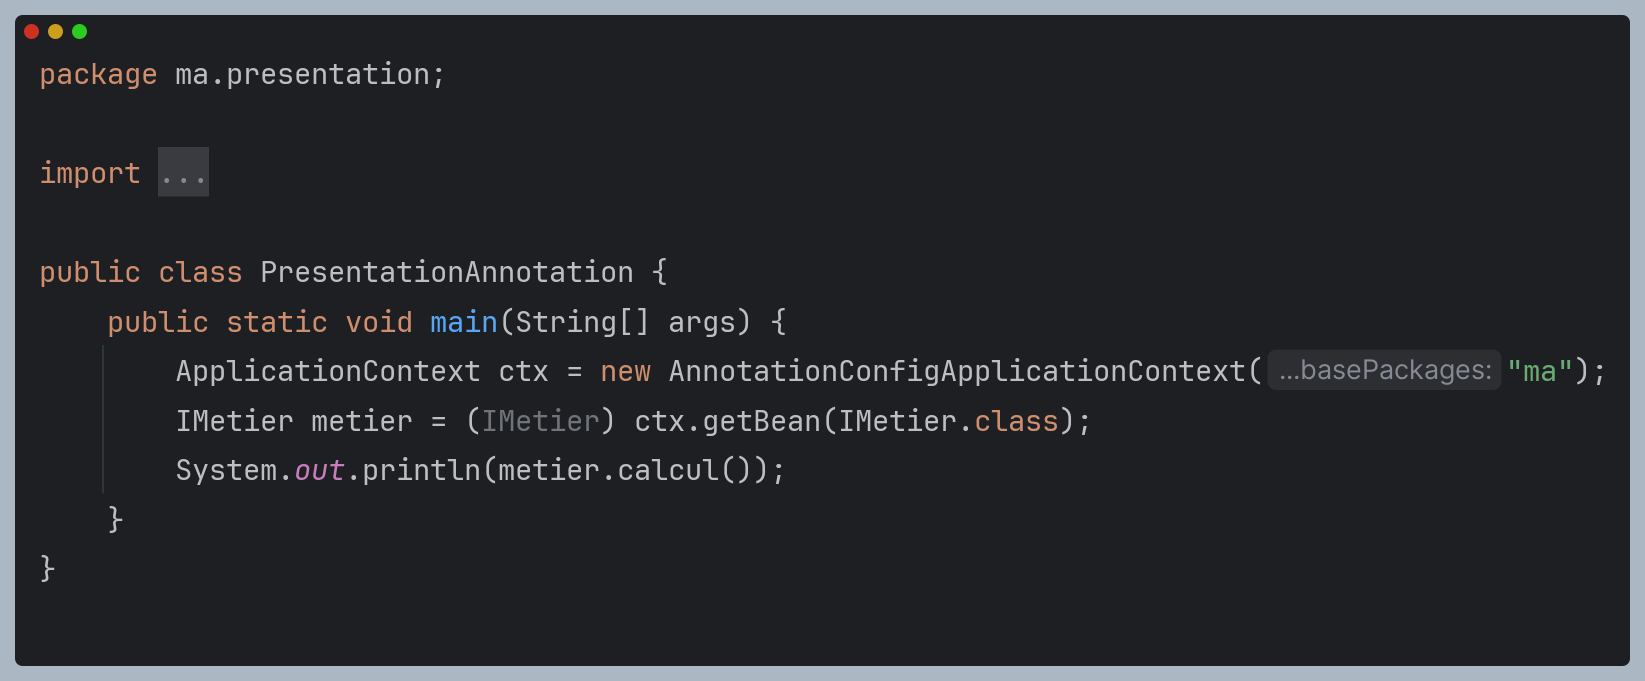 package ma.presentation;
import ...
public class PresentationAnnotation {
public static void main(String[] args) {
ApplicationContext ctx = new AnnotationConfigApplicationContext( ...basePackages: "ma");
IMetier metier = (IMetier) ctx.getBean(IMetier.class);
System.out.println(metier.calcul());
}
}